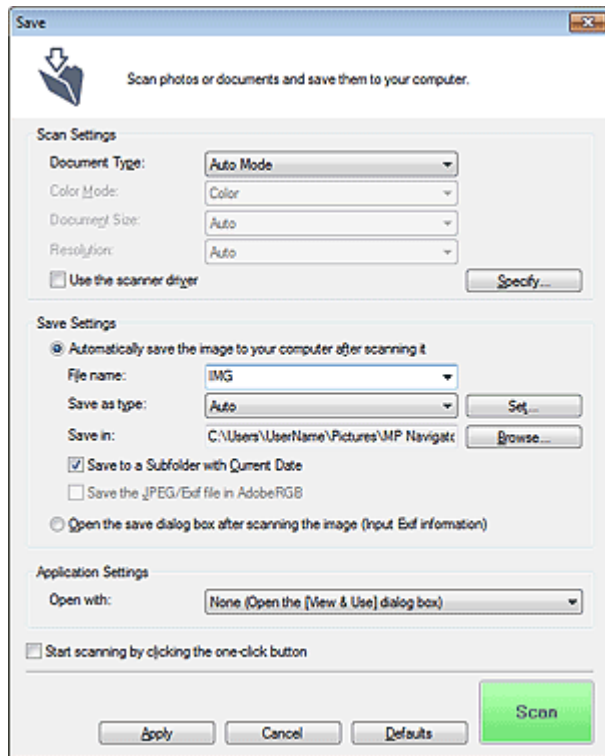 Save
Scan photos or documents and save them to your computer.
Scan Settings
Document Type: Auto Mode
Color Mode: Color
Document Size: Auto
Resolution: Auto
Use the scanner driver Specify...
Save Settings
Automatically save the image to your computer after scanning it
File name: IMG
Save as type: Auto Set...
Save in: C:\Users\UserName\Pictures\MP Navigato Browse...
Save to a Subfolder with Current Date
Save the JPEG/Exif file in AdobeRGB
Open the save dialog box after scanning the image (Input Exif information)
Application Settings
Open with: None (Open the [View & Use] dialog box)
Start scanning by clicking the one-click button
Scan
Apply Cancel Defaults